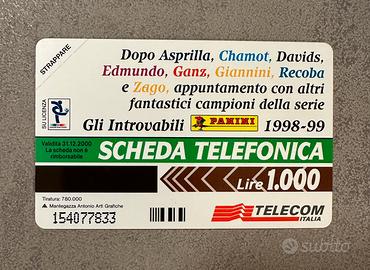 STRAPPARE
Dopo Asprilla, Chamot, Davids,
Edmundo, Ganz, Giannini, Recoba
e Zago, appuntamento con altri
fantastici campioni della serie
Gli Introvabili PANINI 1998-99
SU LICENZA
Validità 31.12.2000
La scheda non è
rimborsabile
SCHEDA TELEFONICA
Lire 1.000
Tiratura: 780.000
Mantegazza Antonio Arti Grafiche
154077833
TELECOM
ITALIA
subito